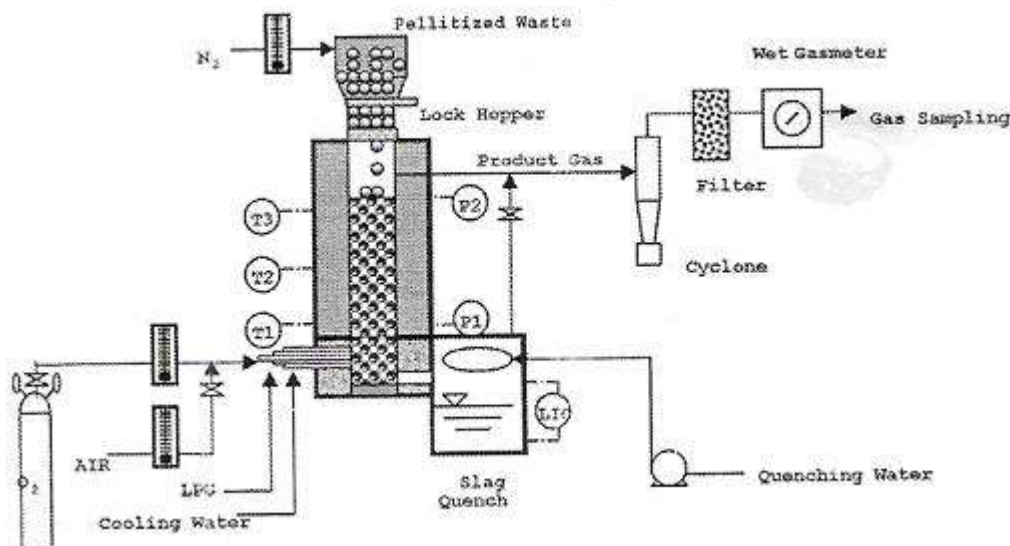 Pellitized Waste
N2
Wet Gasmeter
Lock Hopper
Gas Sampling
Product Gas
Filter
T3
P2
Cyclone
T2
T1
P1
LIC
AIR
O2
LPG
Cooling Water
Slag
Quench
Quenching Water